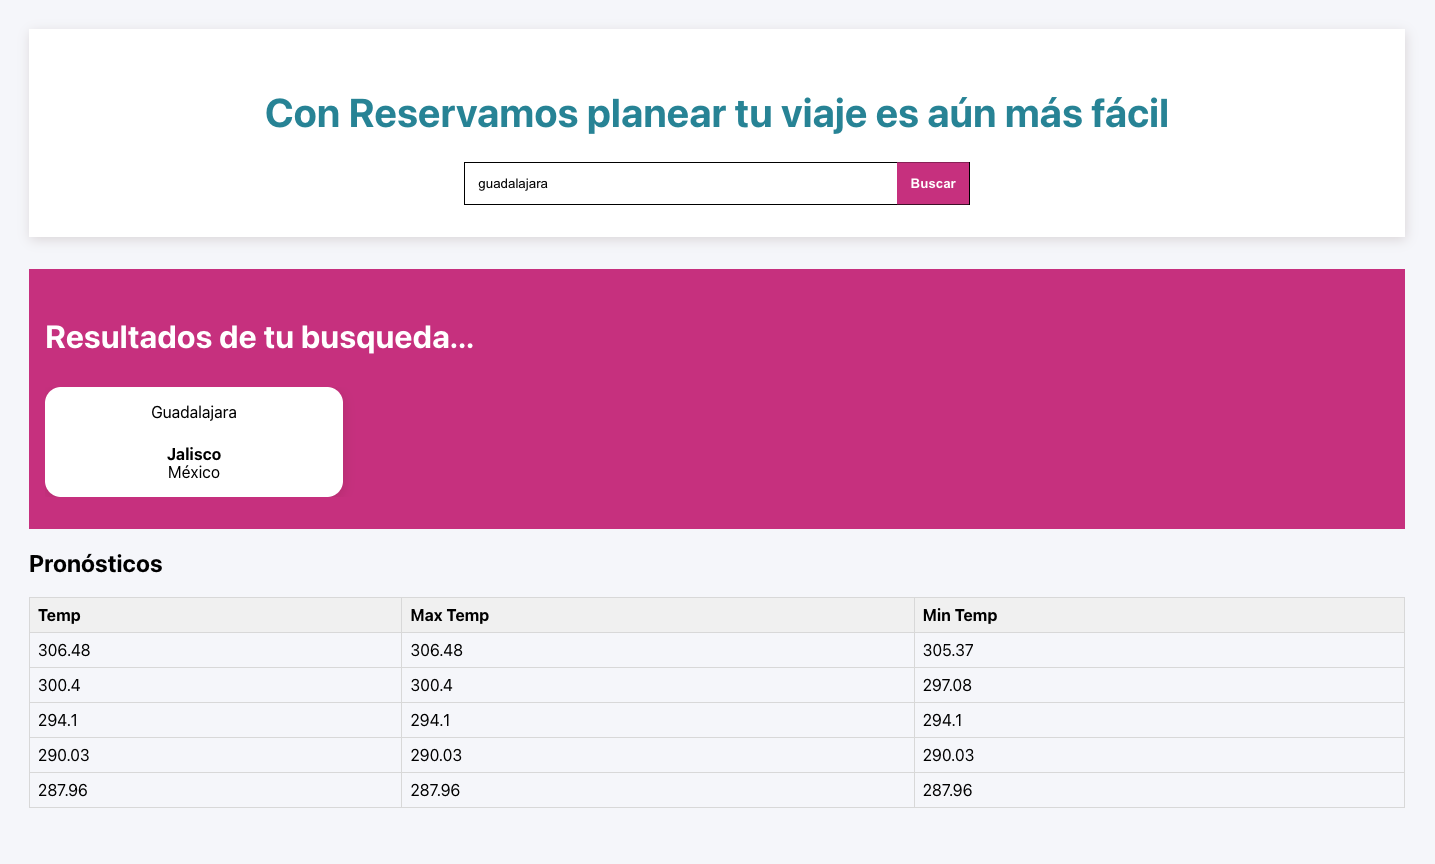 Con Reservamos planear tu viaje es aún más fácil
guadalajara
Buscar
Resultados de tu busqueda...
Guadalajara
Jalisco
México
Pronósticos
Temp Max Temp Min Temp
306.48 306.48 305.37
300.4 300.4 297.08
294.1 294.1 294.1
290.03 290.03 290.03
287.96 287.96 287.96